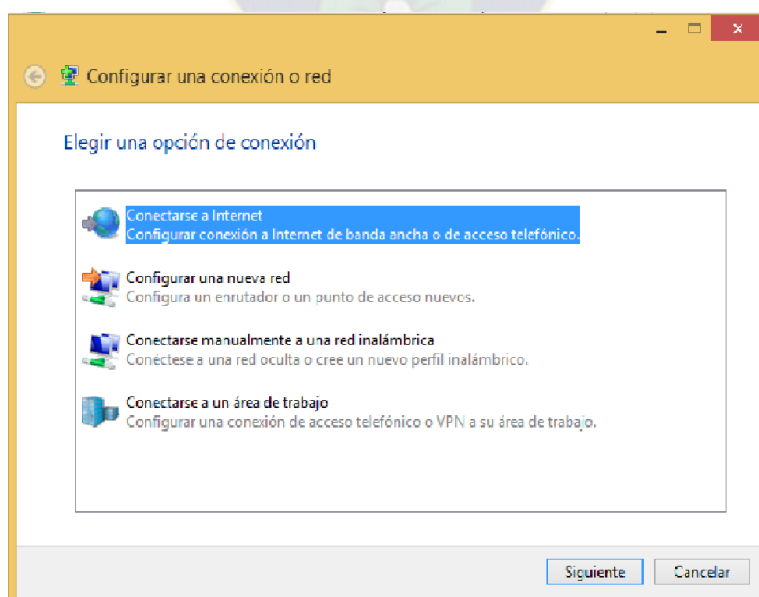 Configurar una conexión o red
Elegir una opción de conexión
Conectarse a Internet
Configurar conexión a Internet de banda ancha o de acceso telefónico.
Configurar una nueva red
Configura un enrutador o un punto de acceso nuevos.
Conectarse manualmente a una red inalámbrica
Conéctese a una red oculta o cree un nuevo perfil inalámbrico.
Conectarse a un área de trabajo
Configurar una conexión de acceso telefónico o VPN a su área de trabajo.
Siguiente
Cancelar